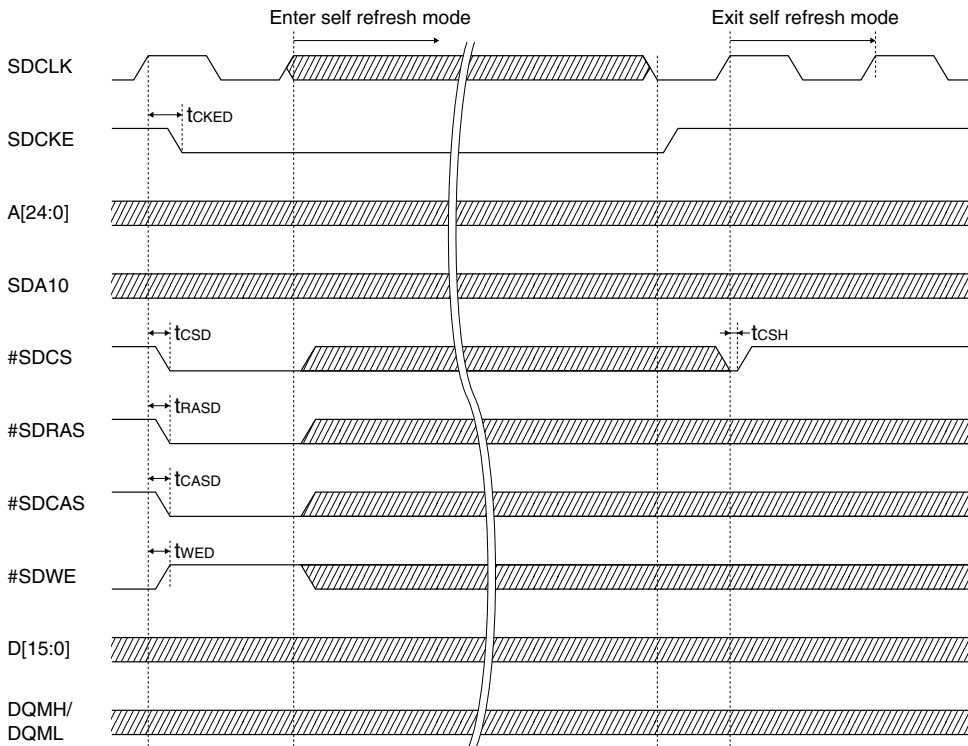 Enter self refresh mode
Exit self refresh mode
SDCLK
tCKED
SDCKE
A[24:0]
SDA10
tCSD
tCSH
#SDCS
tRASD
#SDRAS
tCASD
#SDCAS
tWED
#SDWE
D[15:0]
DQMH/
DQML